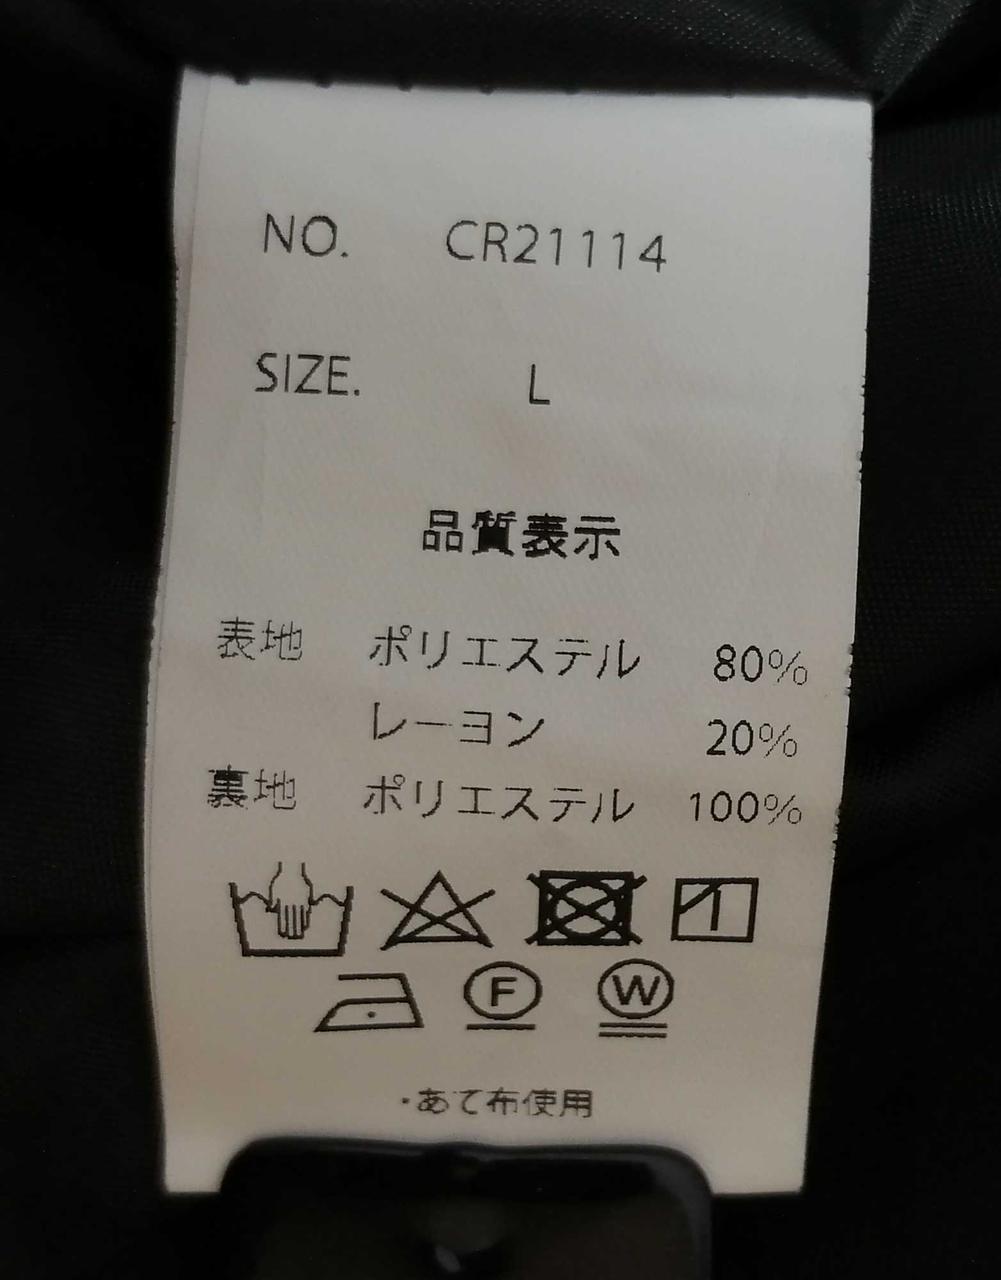 NO. CR21114
SIZE. L
品質表示
表地 ポリエステル 80%
レーヨン 20%
裏地 ポリエステル 100%
F W
・あて布使用